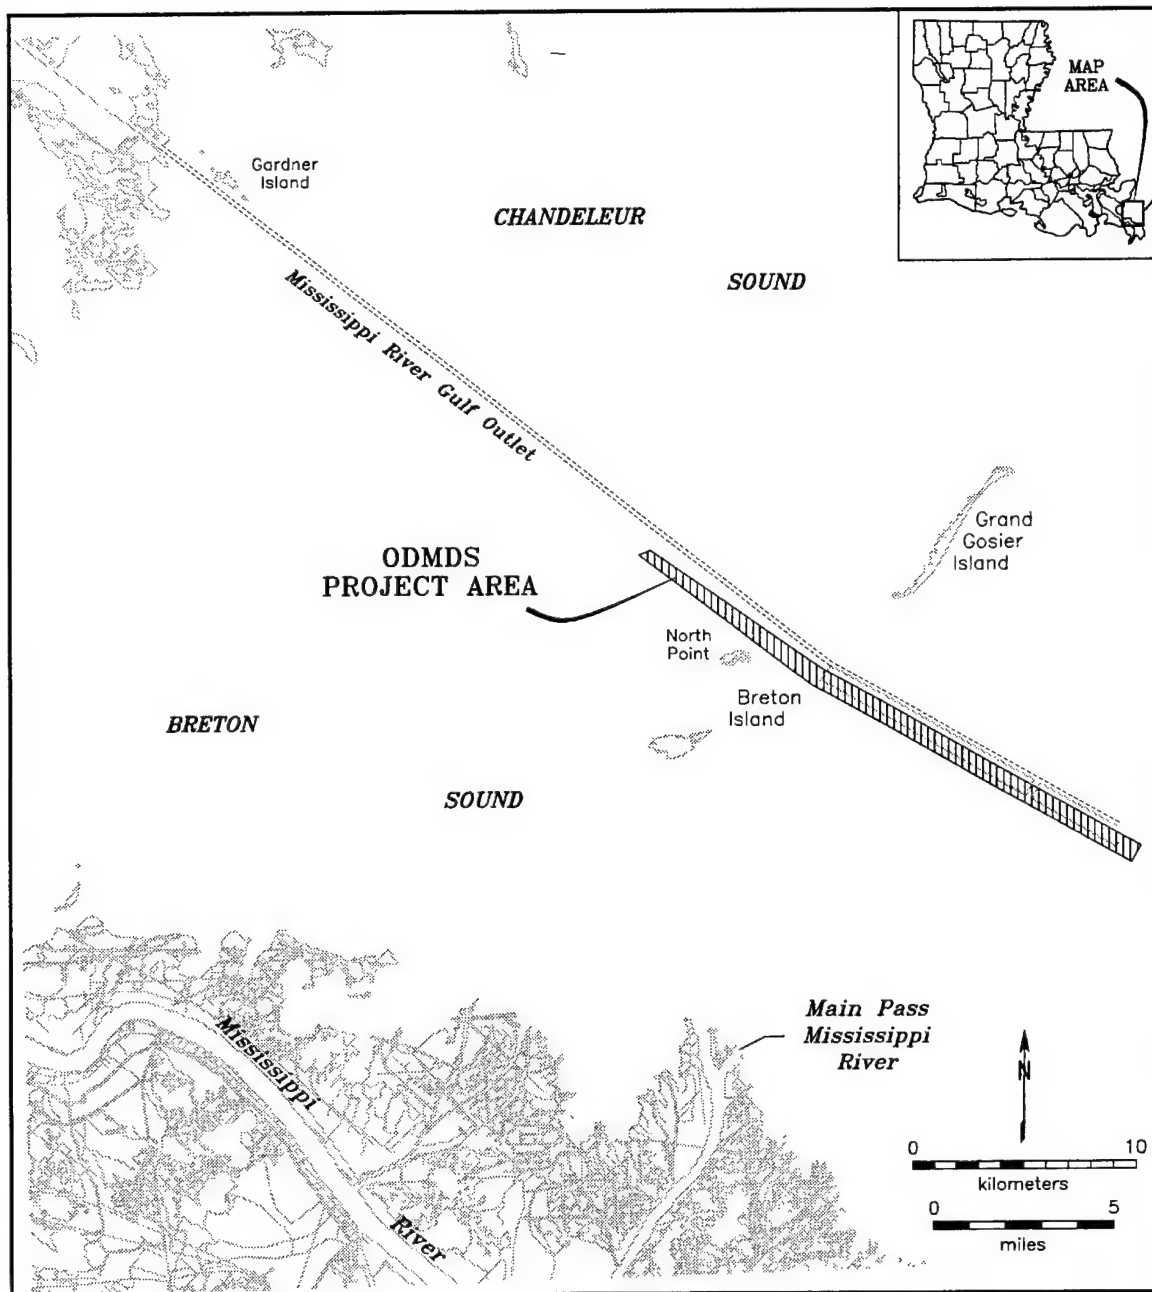 MAP
AREA
Gardner
Island
CHANDELEUR
SOUND
Mississippi River Gulf Outlet
Grand
Gosier
Island
ODMDS
PROJECT AREA
North
Point
Breton
Island
BRETON
SOUND
Main Pass
Mississippi
River
Mississippi
River
N
0 10
kilometers
0 5
miles